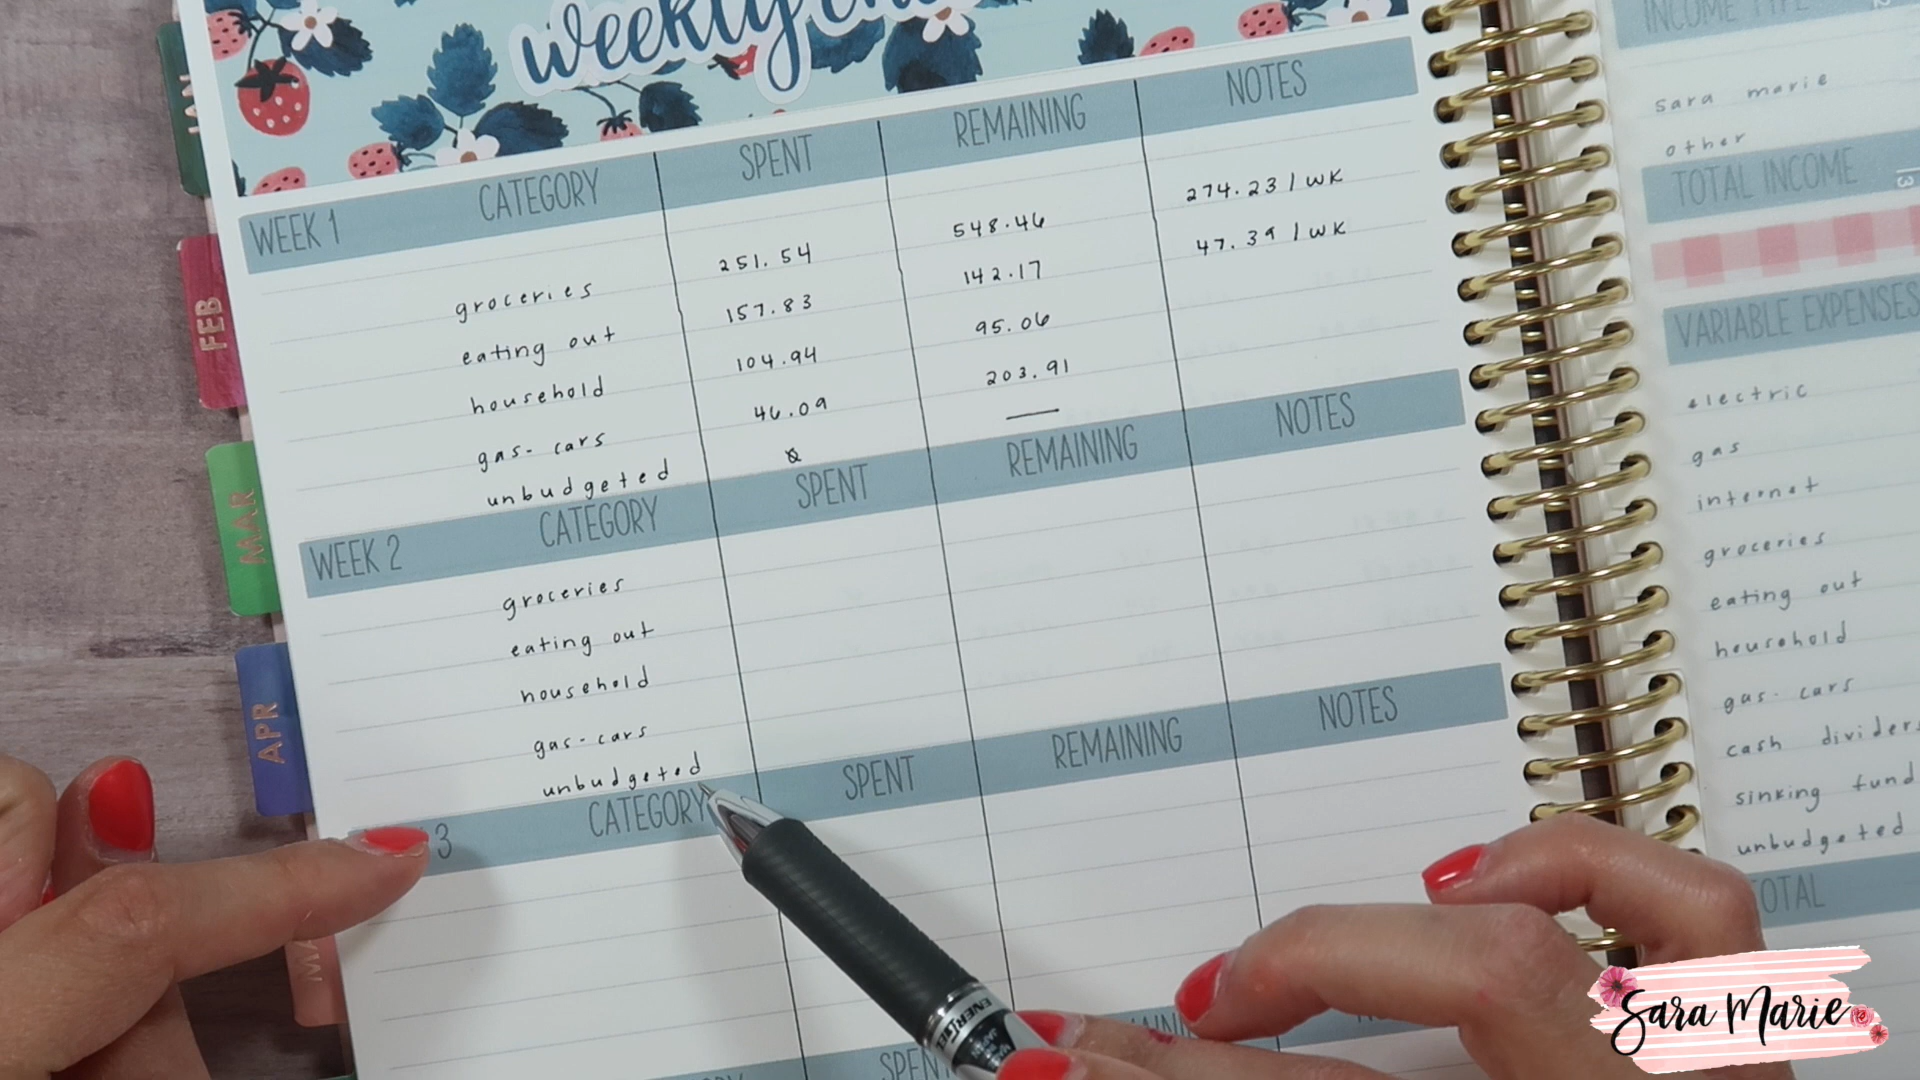 weekly
WEEK 1 CATEGORY SPENT REMAINING NOTES
groceries 251.54 548.46 274.23 / WK
eating out 157.83 142.17 47.39 / WK
household 104.94 95.06
gas- cars 46.09 203.91
unbudgeted
WEEK 2 CATEGORY SPENT REMAINING NOTES
groceries
eating out
household
gas-cars
unbudgeted
3 CATEGORY SPENT REMAINING NOTES
JAN
FEB
MAR
APR
INCOME TYPE
sara marie
other
TOTAL INCOME
VARIABLE EXPENSES
electric
gas
internet
groceries
eating out
household
gas- cars
cash dividers
sinking fund
unbudgeted
TOTAL
ENERGEL
Sara Marie